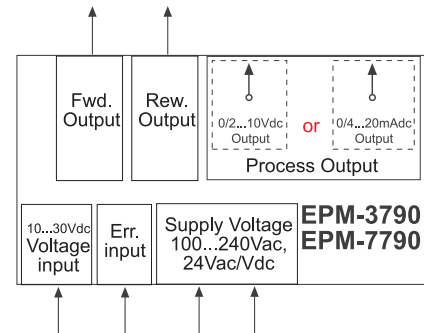 Fwd.
Output
Rew.
Output
0/2...10Vdc
Output
or
0/4...20mAdc
Output
Process Output
10...30Vdc
Voltage
input
Err.
input
Supply Voltage
100...240Vac,
24Vac/Vdc
EPM-3790
EPM-7790